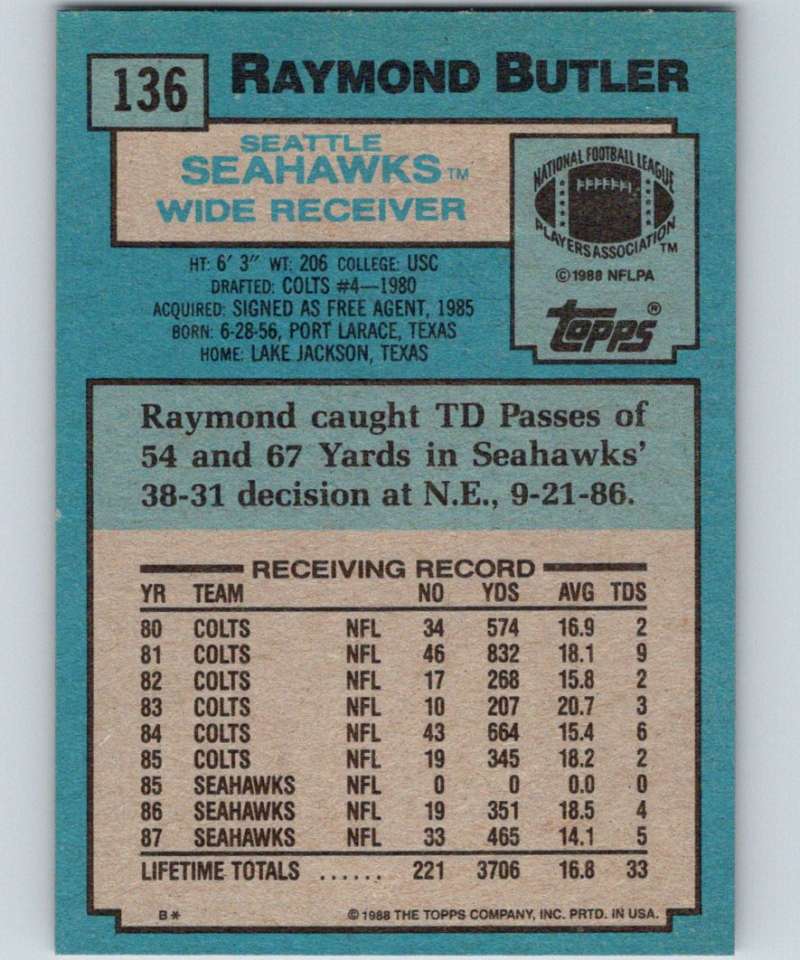 136
RAYMOND BUTLER
SEATTLE
SEAHAWKS™
WIDE RECEIVER
NATIONAL FOOTBALL LEAGUE
PLAYERS ASSOCIATION™
©1988 NFLPA
topps®
HT: 6' 3" WT: 206 COLLEGE: USC
DRAFTED: COLTS #4—1980
ACQUIRED: SIGNED AS FREE AGENT, 1985
BORN: 6-28-56, PORT LARACE, TEXAS
HOME: LAKE JACKSON, TEXAS
Raymond caught TD Passes of
54 and 67 Yards in Seahawks'
38-31 decision at N.E., 9-21-86.
RECEIVING RECORD
YR TEAM NO YDS AVG TDS
80 COLTS NFL 34 574 16.9 2
81 COLTS NFL 46 832 18.1 9
82 COLTS NFL 17 268 15.8 2
83 COLTS NFL 10 207 20.7 3
84 COLTS NFL 43 664 15.4 6
85 COLTS NFL 19 345 18.2 2
85 SEAHAWKS NFL 0 0 0.0 0
86 SEAHAWKS NFL 19 351 18.5 4
87 SEAHAWKS NFL 33 465 14.1 5
LIFETIME TOTALS ...... 221 3706 16.8 33
B* ©1988 THE TOPPS COMPANY, INC. PRTD. IN USA.